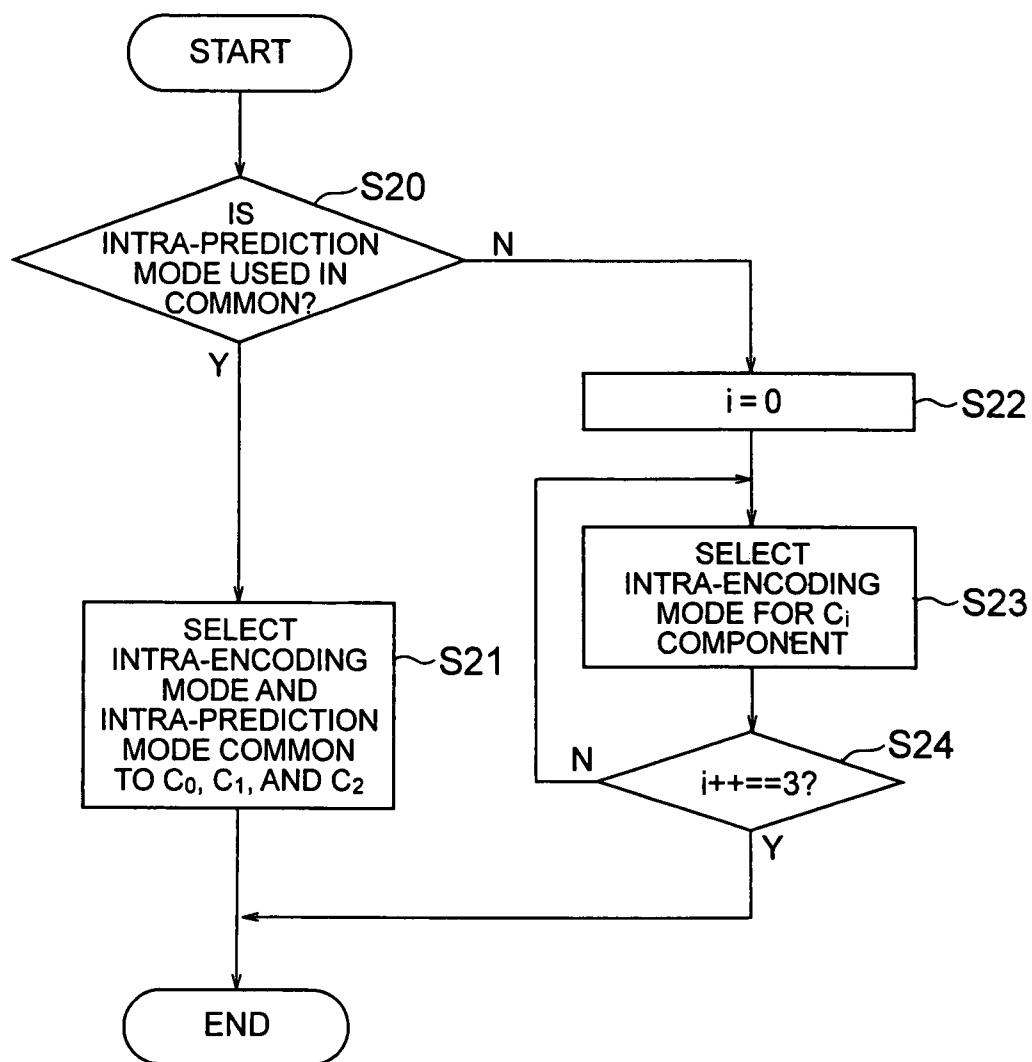 START
S20
IS
INTRA-PREDICTION
MODE USED IN
COMMON?
N
Y
i = 0
S22
SELECT
INTRA-ENCODING
MODE FOR Ci
COMPONENT
S23
SELECT
INTRA-ENCODING
MODE AND
INTRA-PREDICTION
MODE COMMON
TO C0, C1, AND C2
S21
S24
N
i++==3?
Y
END